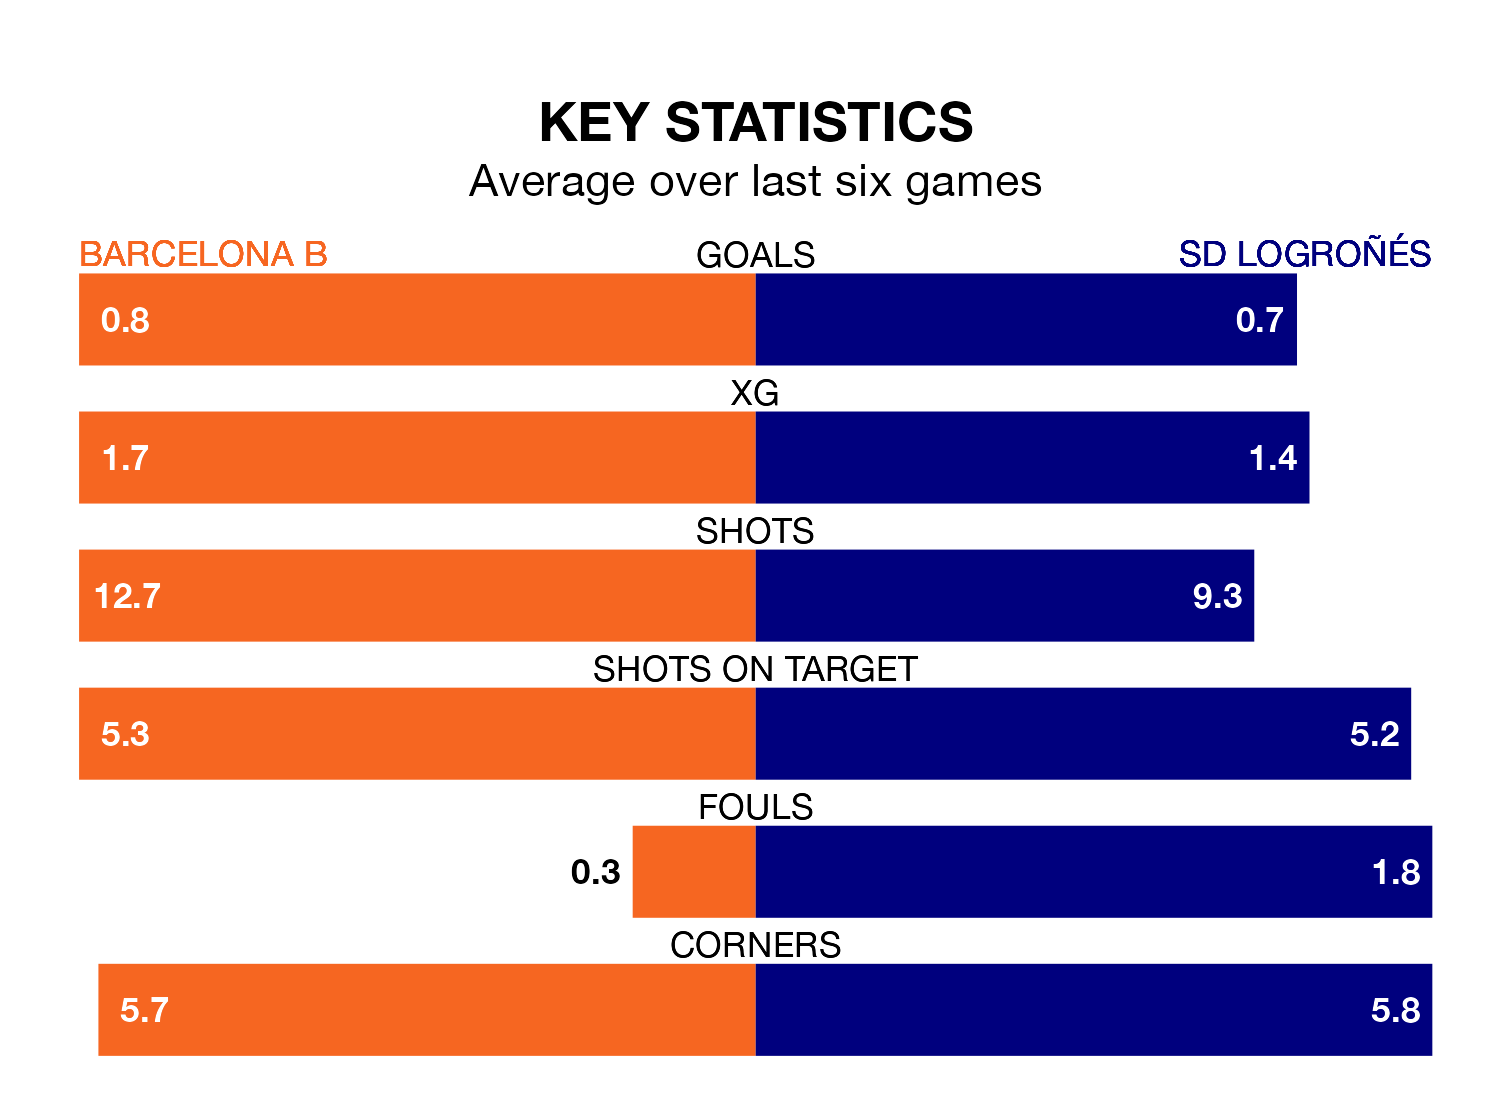 KEY STATISTICS
Average over last six games
BARCELONA B GOALS SD LOGROÑÉS
0.8 0.7
XG
1.7 1.4
SHOTS
12.7 9.3
SHOTS ON TARGET
5.3 5.2
FOULS
0.3 1.8
CORNERS
5.7 5.8